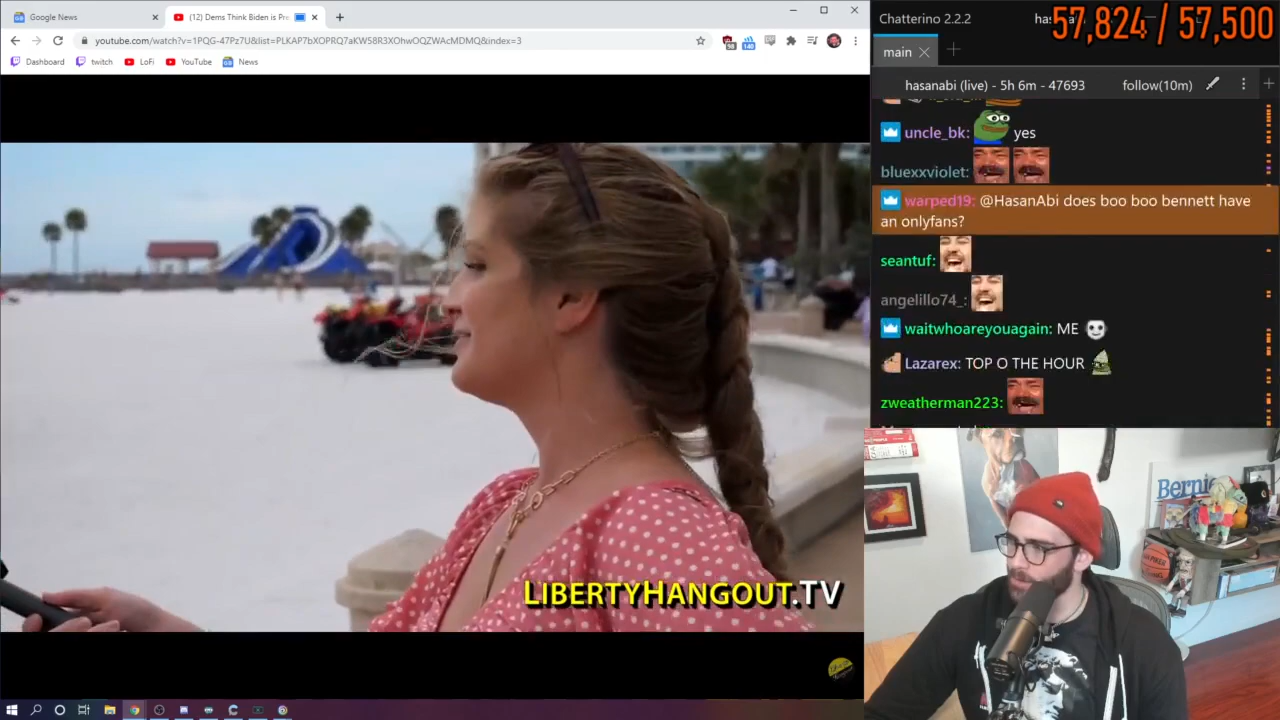 Google News
(12) Dems Think Biden is Pre
Chatterino 2.2.2
57,824 / 57,500
youtube.com/watch?v=1PQG-47Pz7U&list=PLKAP7bXOPRQ7aKW58R3XOhwOQZWAcMDMQ&index=3
98
140
main
Dashboard
twitch
LoFi
YouTube
News
hasanabi (live) - 5h 6m - 47693
follow(10m)
uncle_bk: yes
bluexxviolet:
warped19: @HasanAbi does boo boo bennett have
an onlyfans?
seantuf:
angelillo74_:
waitwhoareyouagain: ME
Lazarex: TOP O THE HOUR
zweatherman223:
Bernie
LIBERTYHANGOUT.TV